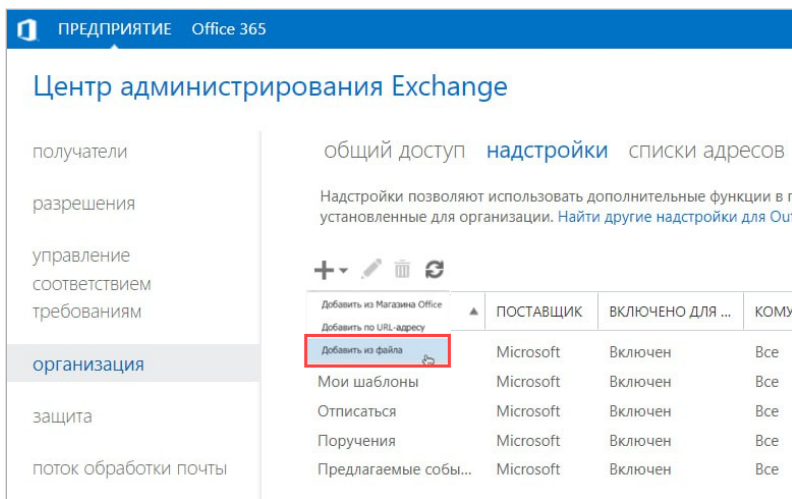 ПРЕДПРИЯТИЕ Office 365
Центр администрирования Exchange
получатели
разрешения
управление
соответствием
требованиям
организация
защита
поток обработки почты
общий доступ надстройки списки адресов
Надстройки позволяют использовать дополнительные функции в
установленные для организации. Найти другие надстройки для Ou
Добавить из Магазина Office
Добавить по URL-адресу
Добавить из файла
ПОСТАВЩИК ВКЛЮЧЕНО ДЛЯ ... КОМУ
Microsoft Включен Все
Мои шаблоны Microsoft Включен Все
Отписаться Microsoft Включен Все
Поручения Microsoft Включен Все
Предлагаемые собы... Microsoft Включен Все